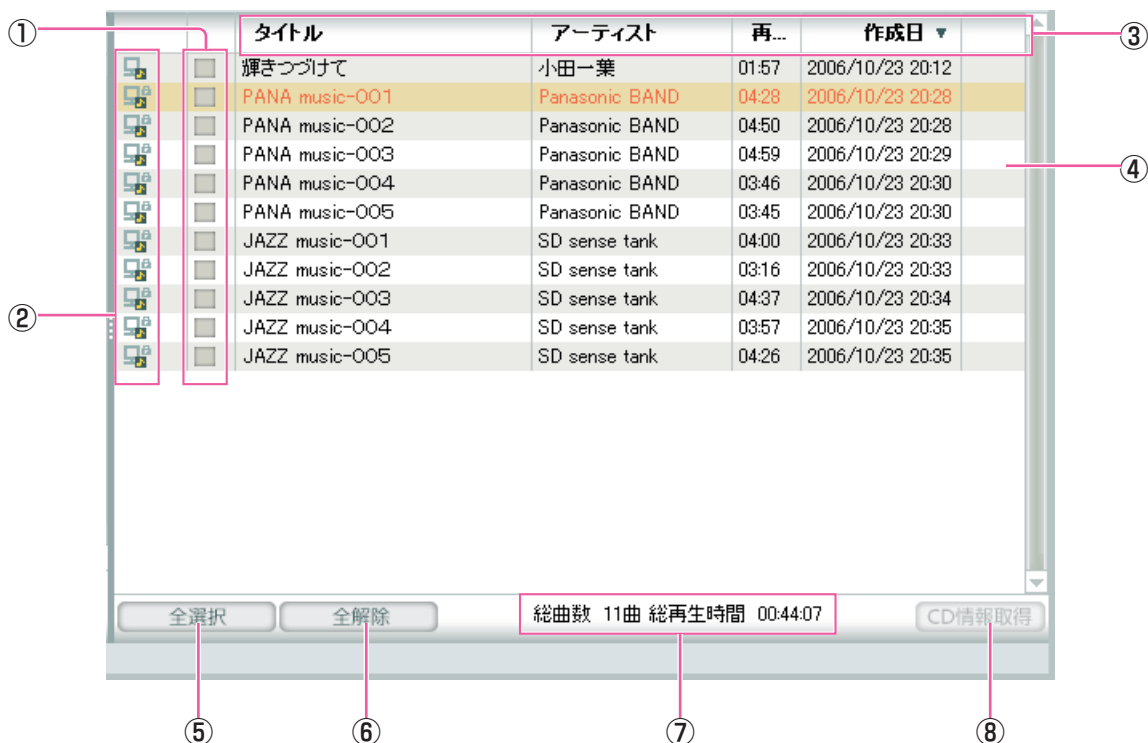 ①
③
タイトル アーティスト 再... 作成日 ▼
輝きつづけて 小田一葉 01:57 2006/10/23 20:12
PANA music-001 Panasonic BAND 04:28 2006/10/23 20:28
PANA music-002 Panasonic BAND 04:50 2006/10/23 20:28
PANA music-003 Panasonic BAND 04:59 2006/10/23 20:29
④
PANA music-004 Panasonic BAND 03:46 2006/10/23 20:30
PANA music-005 Panasonic BAND 03:45 2006/10/23 20:30
JAZZ music-001 SD sense tank 04:00 2006/10/23 20:33
JAZZ music-002 SD sense tank 03:16 2006/10/23 20:33
JAZZ music-003 SD sense tank 04:37 2006/10/23 20:34
②
JAZZ music-004 SD sense tank 03:57 2006/10/23 20:35
JAZZ music-005 SD sense tank 04:26 2006/10/23 20:35
全選択 全解除 総曲数 11曲 総再生時間 00:44:07 CD情報取得
⑤ ⑥ ⑦ ⑧